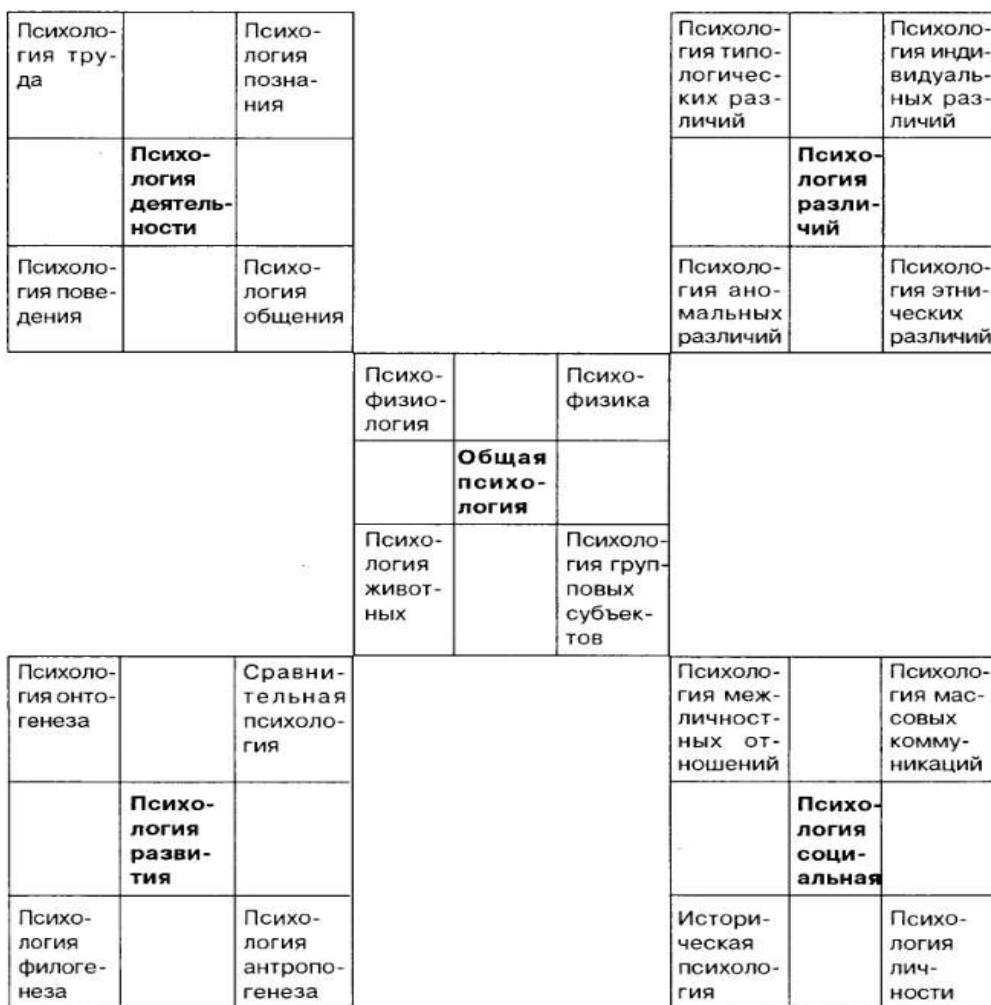 Психоло-
гия тру-
да
Психо-
логия
позна-
ния
Психо-
логия
деятель-
ности
Психоло-
гия пове-
дения
Психо-
логия
общения
Психоло-
гия типо-
логичес-
ких раз-
личий
Психоло-
гия инди-
видуаль-
ных раз-
личий
Психо-
логия
разли-
чий
Психоло-
гия ано-
мальных
различий
Психоло-
гия этни-
ческих
различий
Психо-
физио-
логия
Психо-
физика
Общая
психо-
логия
Психо-
логия
живот-
ных
Психоло-
гия груп-
повых
субъек-
тов
Психоло-
гия онто-
генеза
Сравни-
тельная
психоло-
гия
Психо-
логия
разви-
тия
Психо-
логия
филоге-
неза
Психо-
логия
антропо-
генеза
Психоло-
гия меж-
личност-
ных от-
ношений
Психоло-
гия мас-
совых
комму-
никаций
Психо-
логия
соци-
альная
Истори-
ческая
психоло-
гия
Психо-
логия
лич-
ности